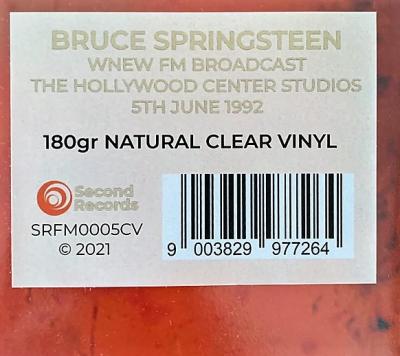 BRUCE SPRINGSTEEN
WNEW FM BROADCAST
THE HOLLYWOOD CENTER STUDIOS
5TH JUNE 1992
180gr NATURAL CLEAR VINYL
Second
Records
SRFM0005CV
© 2021
9 003829 977264